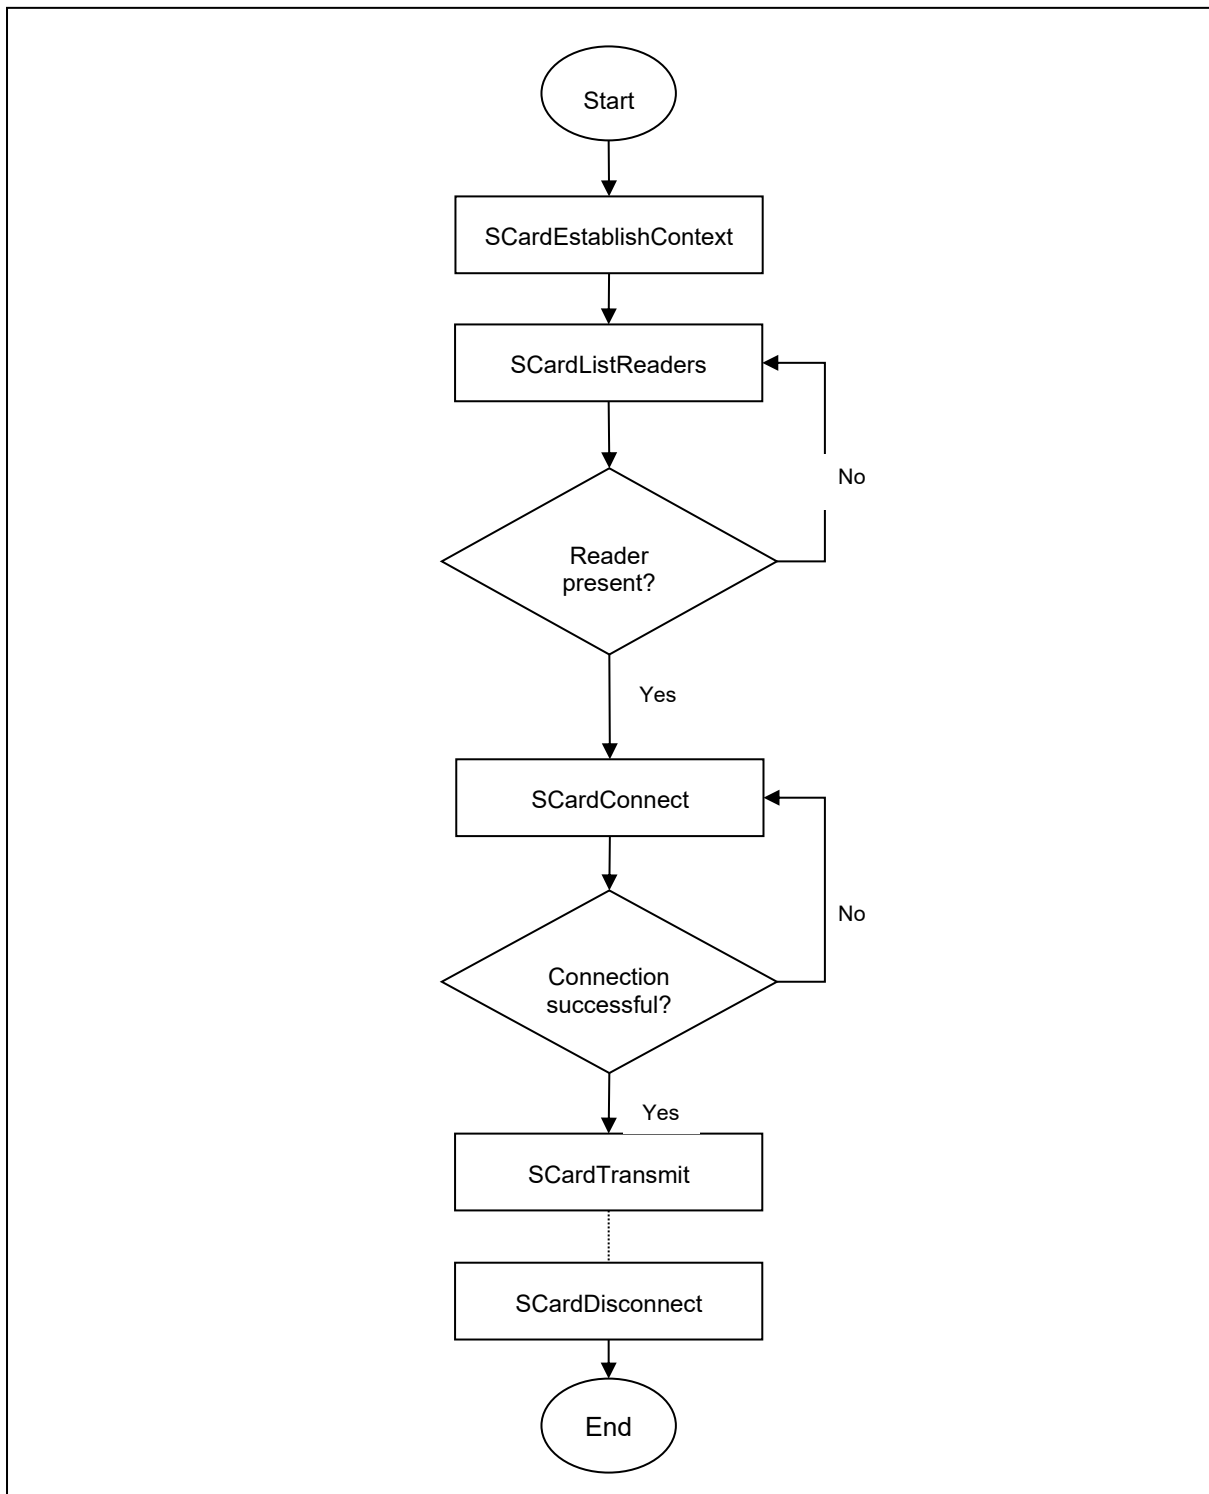 Start
SCardEstablishContext
SCardListReaders
No
Reader
present?
Yes
SCardConnect
No
Connection
successful?
Yes
SCardTransmit
SCardDisconnect
End